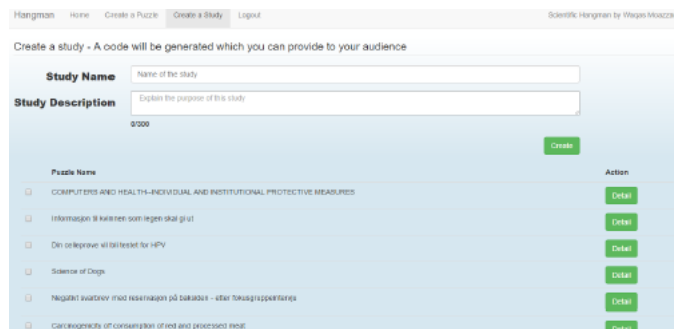 Hangman Home Create a Puzzle Create a Study Logout Scientific Hangman by Waqas Moazzam
Create a study - A code will be generated which you can provide to your audience
Study Name Name of the study
Study Description Explain the purpose of this study
0/300
Create
Puzzle Name Action
COMPUTERS AND HEALTH--INDIVIDUAL AND INSTITUTIONAL PROTECTIVE MEASURES Detail
Informasjon til kvinnen som legen skal gi ut Detail
Din celleprøve vil bli testet for HPV Detail
Science of Dogs Detail
Negativt svarbrev med reservasjon på baksiden - etter fokusgruppeintervju Detail
Carcinogenicity off consumption of red and processed meat Detail